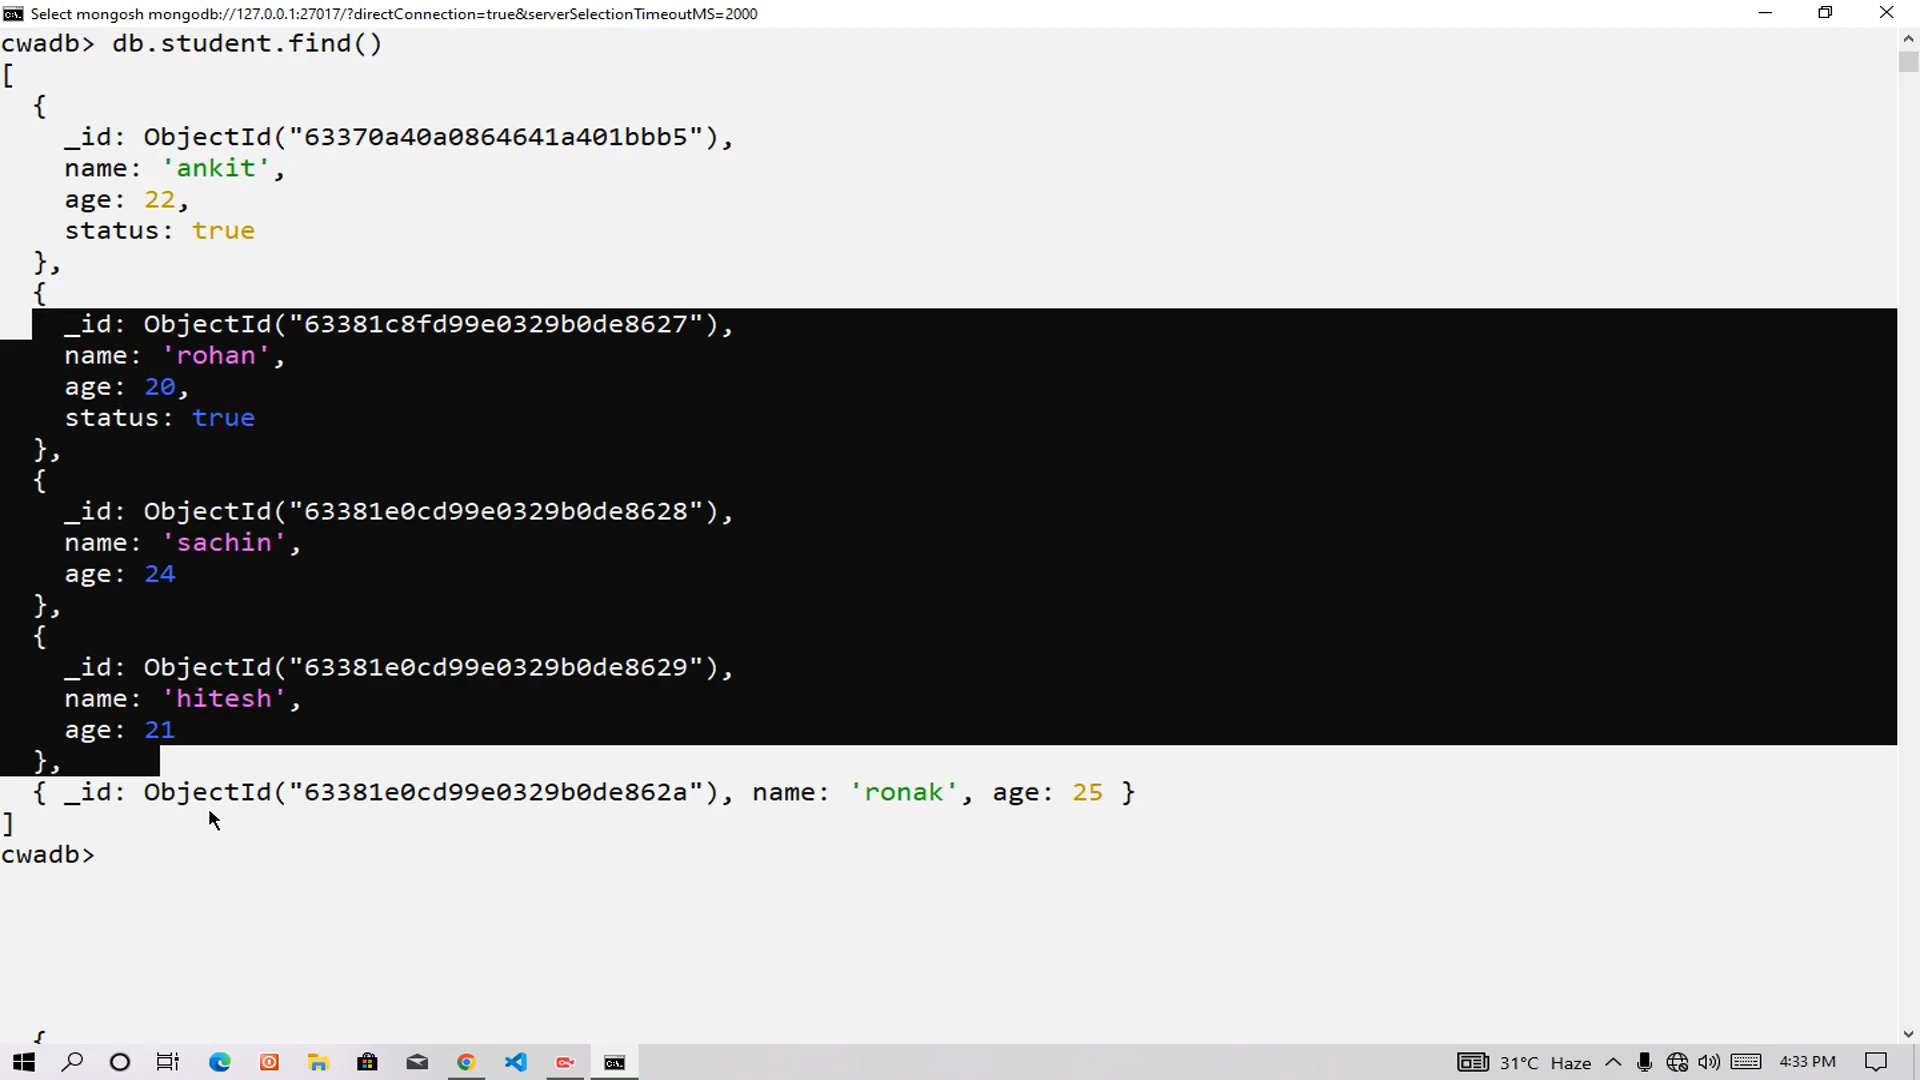 Select mongosh mongodb://127.0.0.1:27017/?directConnection=true&serverSelectionTimeoutMS=2000
cwadb> db.student.find()
[
  {
    _id: ObjectId("63370a40a0864641a401bbb5"),
    name: 'ankit',
    age: 22,
    status: true
  },
  {
    _id: ObjectId("63381c8fd99e0329b0de8627"),
    name: 'rohan',
    age: 20,
    status: true
  },
  {
    _id: ObjectId("63381e0cd99e0329b0de8628"),
    name: 'sachin',
    age: 24
  },
  {
    _id: ObjectId("63381e0cd99e0329b0de8629"),
    name: 'hitesh',
    age: 21
  },
  { _id: ObjectId("63381e0cd99e0329b0de862a"), name: 'ronak', age: 25 }
]
cwadb>
  {
31°C Haze 4:33 PM